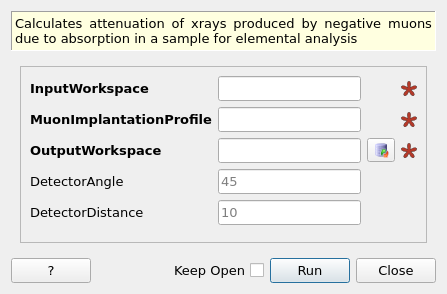 Calculates attenuation of xrays produced by negative muons
due to absorption in a sample for elemental analysis
InputWorkspace
MuonImplantationProfile
OutputWorkspace
DetectorAngle 45
DetectorDistance 10
? Keep Open Run Close